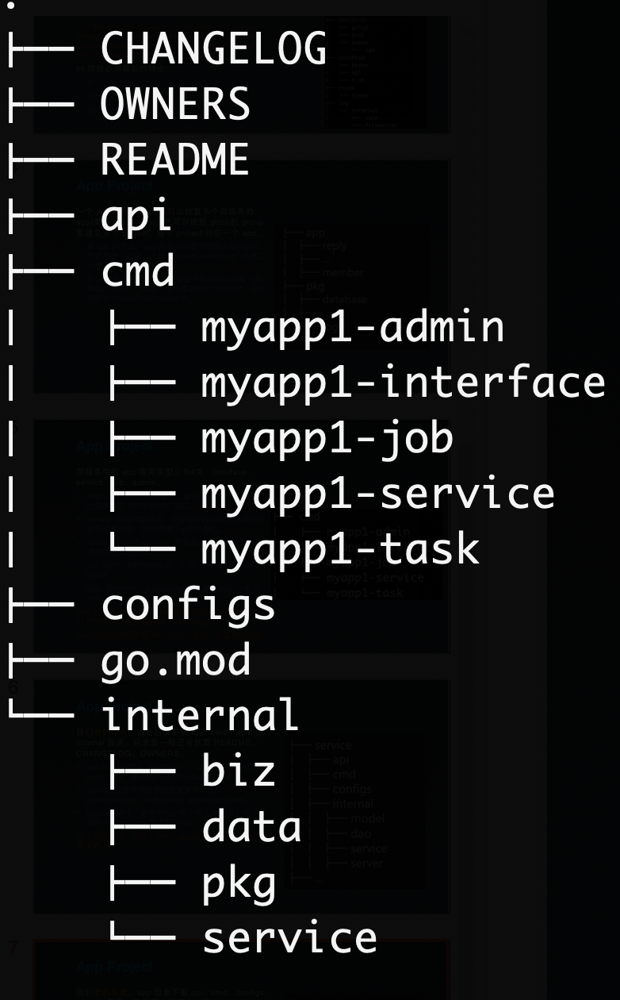 .
├── CHANGELOG
├── OWNERS
├── README
├── api
├── cmd
│   ├── myapp1-admin
│   ├── myapp1-interface
│   ├── myapp1-job
│   ├── myapp1-service
│   └── myapp1-task
├── configs
├── go.mod
└── internal
    ├── biz
    ├── data
    ├── pkg
    └── service